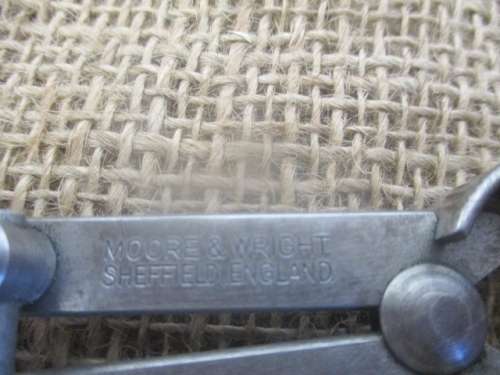 MOORE & WRIGHT
SHEFFIELD ENGLAND